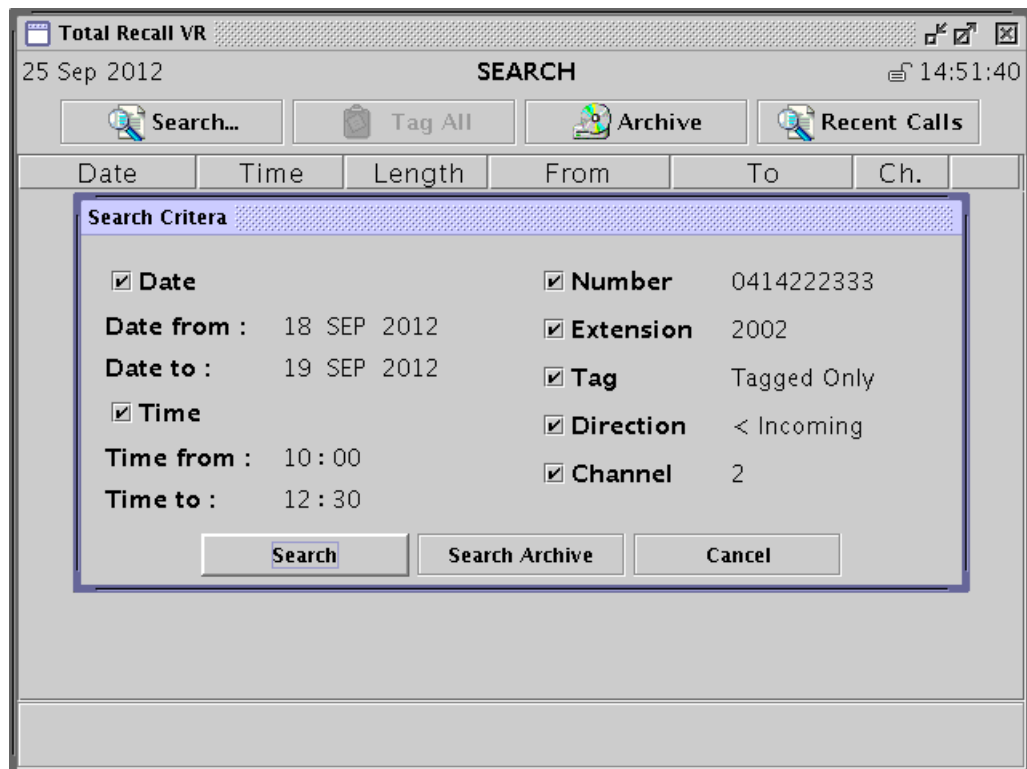 Total Recall VR
25 Sep 2012 SEARCH 14:51:40
Search... Tag All Archive Recent Calls
Date Time Length From To Ch.
Search Critera
Date
Date from : 18 SEP 2012
Date to : 19 SEP 2012
Time
Time from : 10:00
Time to : 12:30
Number 0414222333
Extension 2002
Tag Tagged Only
Direction < Incoming
Channel 2
Search Search Archive Cancel